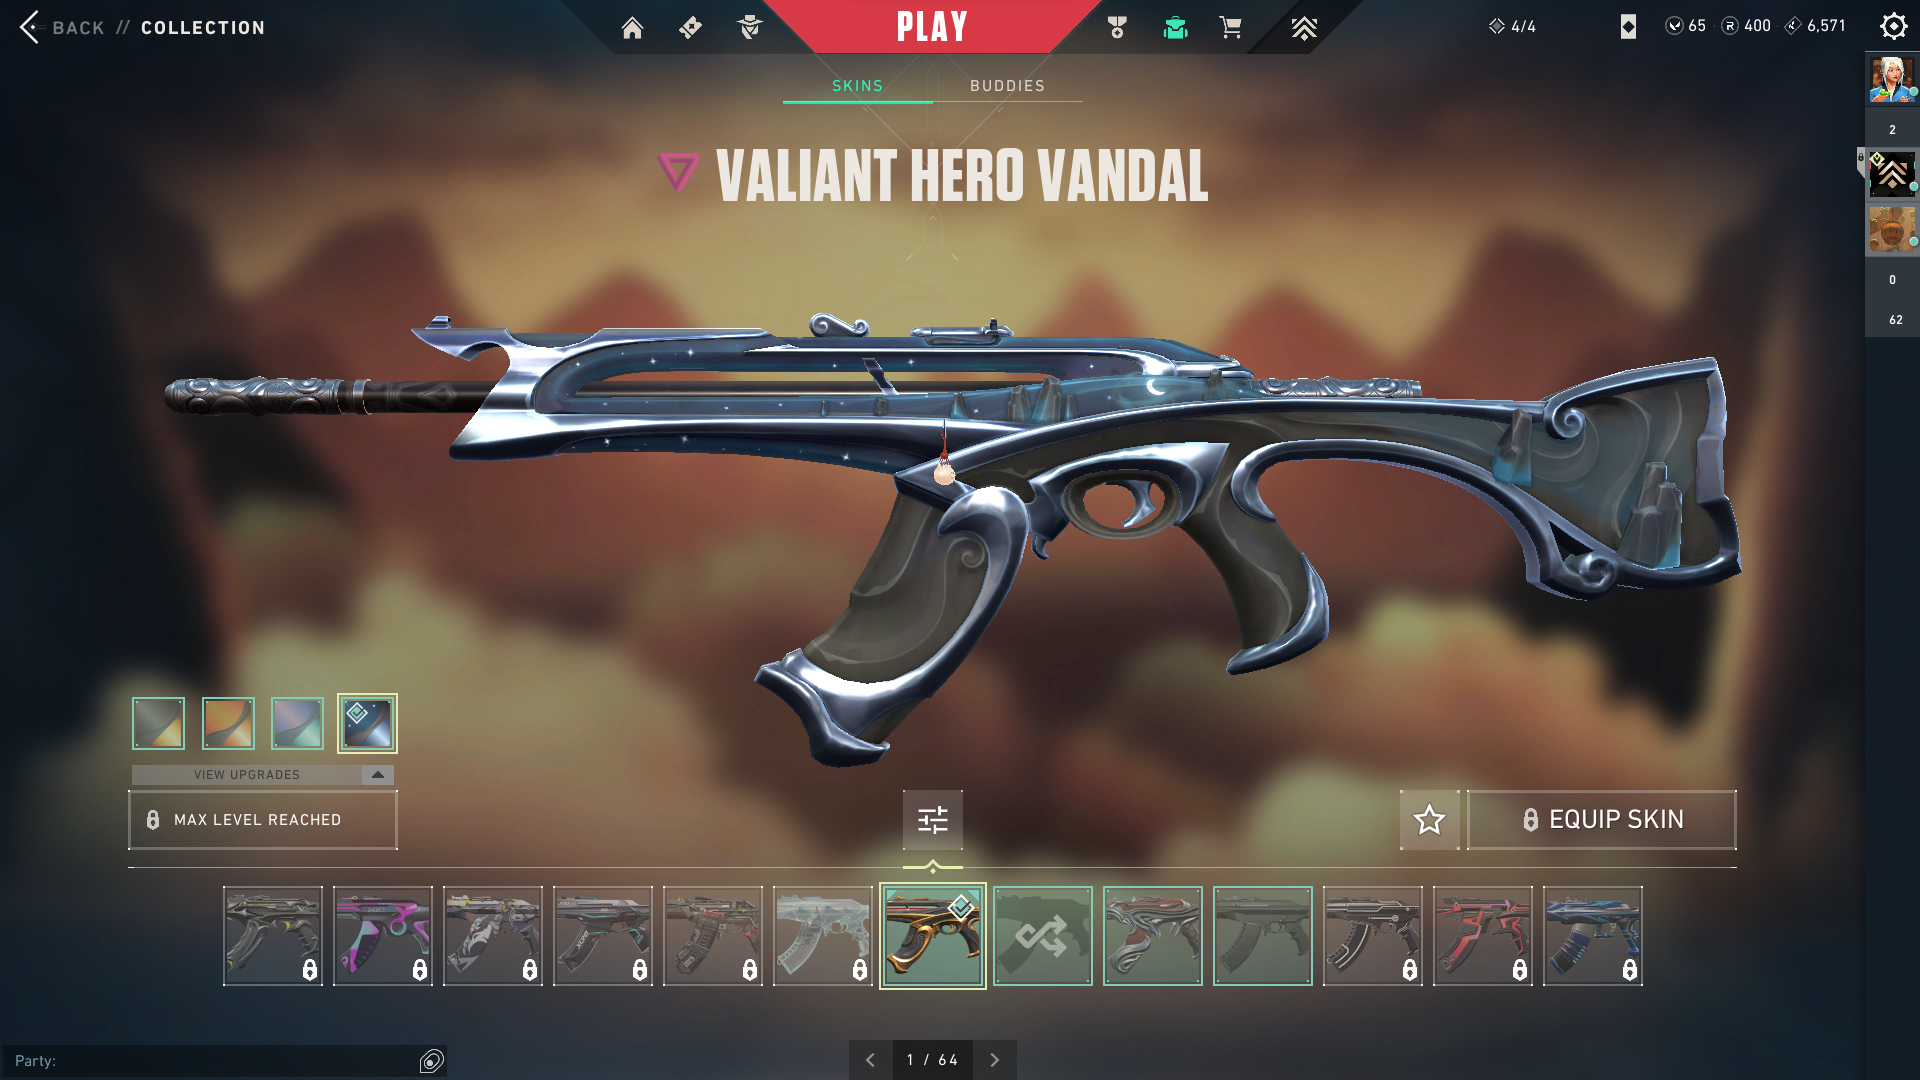 BACK // COLLECTION
PLAY
4/4
65
R 400
6,571
SKINS
BUDDIES
2
VALIANT HERO VANDAL
0
62
VIEW UPGRADES
MAX LEVEL REACHED
EQUIP SKIN
Party:
1 / 64